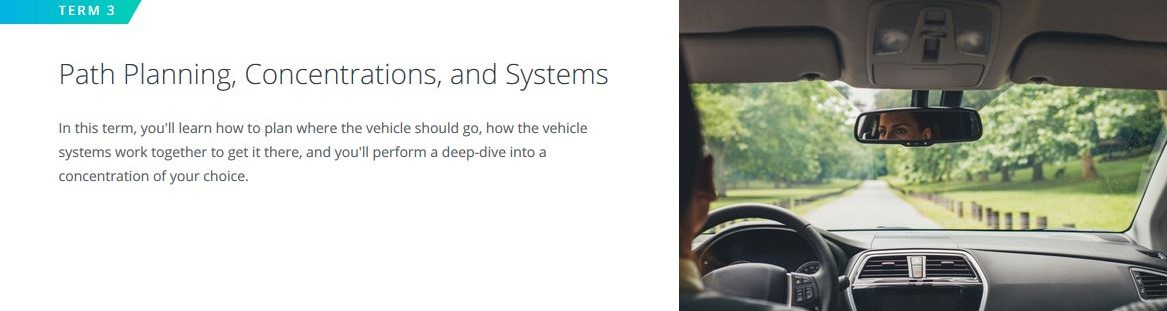 TERM 3
Path Planning, Concentrations, and Systems
In this term, you'll learn how to plan where the vehicle should go, how the vehicle
systems work together to get it there, and you'll perform a deep-dive into a
concentration of your choice.